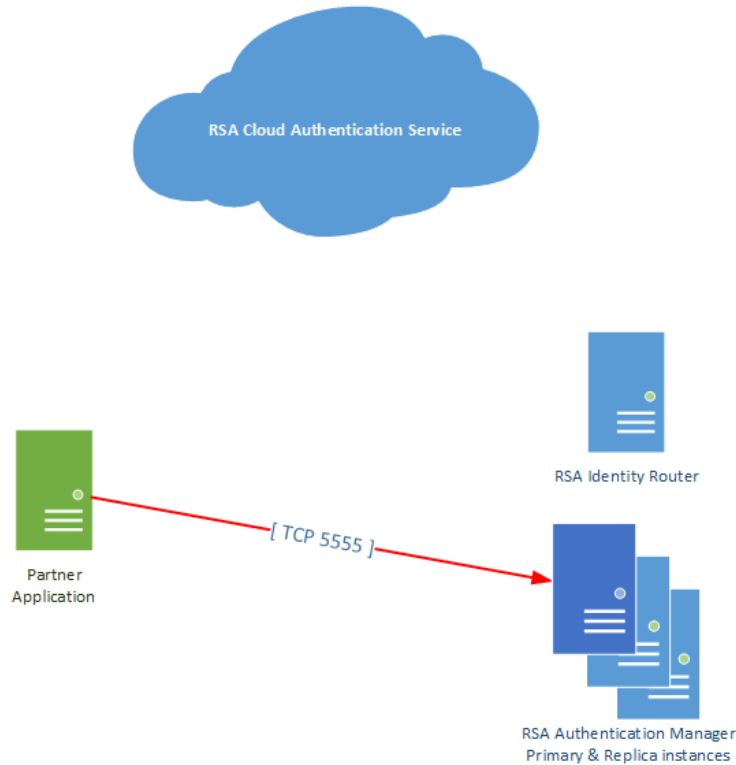 RSA Cloud Authentication Service
RSA Identity Router
[ TCP 5555 ]
Partner
Application
RSA Authentication Manager
Primary & Replica instances